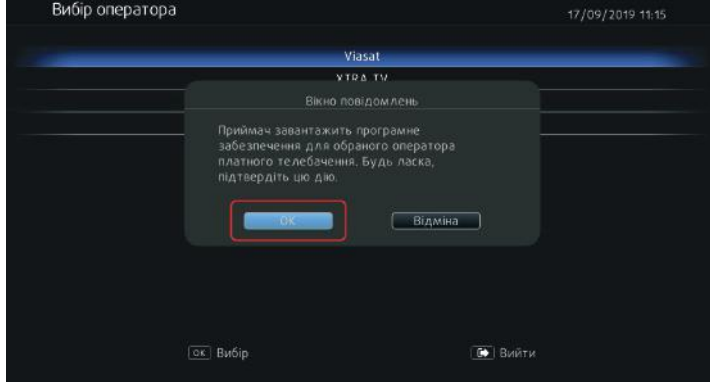 Вибір оператора
17/09/2019 11:15
Viasat
XTRA TV
Вікно повідомлень
Приймач завантажить програмне
забезпечення для обраного оператора
платного телебачення. Будь ласка,
підтвердіть цю дію.
OK
Відміна
OK Вибір
Вийти